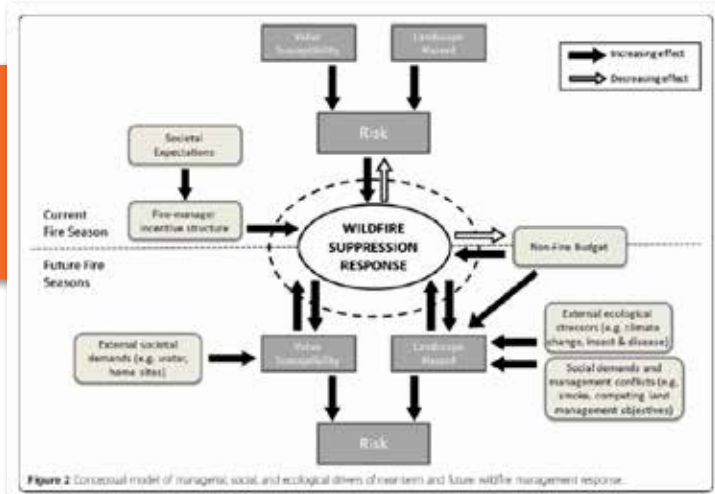 Value
Susceptibility
Landscape
Hazard
Increasing effect
Decreasing effect
Risk
Societal
Expectations
Current
Fire Season
Fire-manager
incentive structure
WILDFIRE
SUPPRESSION
RESPONSE
Non-Fire Budget
Future Fire
Seasons
External societal
demands (e.g. water,
home sites)
Value
Susceptibility
Landscape
Hazard
External ecological
stressors (e.g. climate
change, insect & disease)
Social demands and
management conflicts (e.g.
smoke, competing land
management objectives)
Risk
Figure 2 Conceptual model of managerial, social, and ecological drivers of near-term and future wildfire management response.